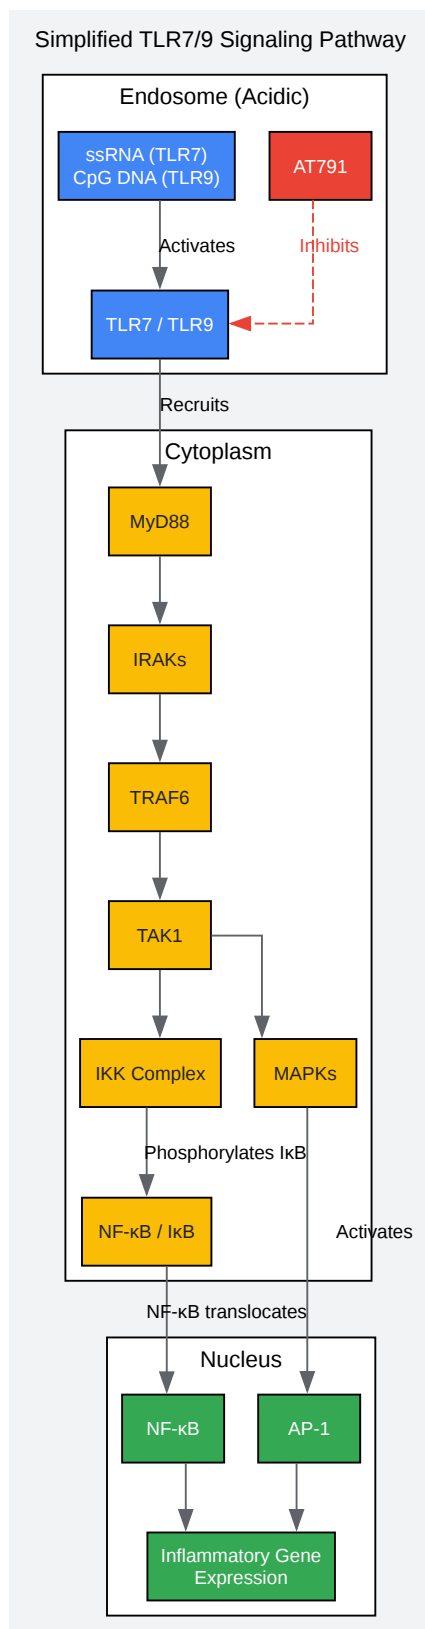 Simplified TLR7/9 Signaling Pathway
Endosome (Acidic)
ssRNA (TLR7)
CpG DNA (TLR9)
AT791
Activates
Inhibits
TLR7 / TLR9
Recruits
Cytoplasm
MyD88
IRAKs
TRAF6
TAK1
IKK Complex
MAPKs
Phosphorylates IκB
NF-κB / IκB
Activates
NF-κB translocates
Nucleus
NF-κB
AP-1
Inflammatory Gene
Expression